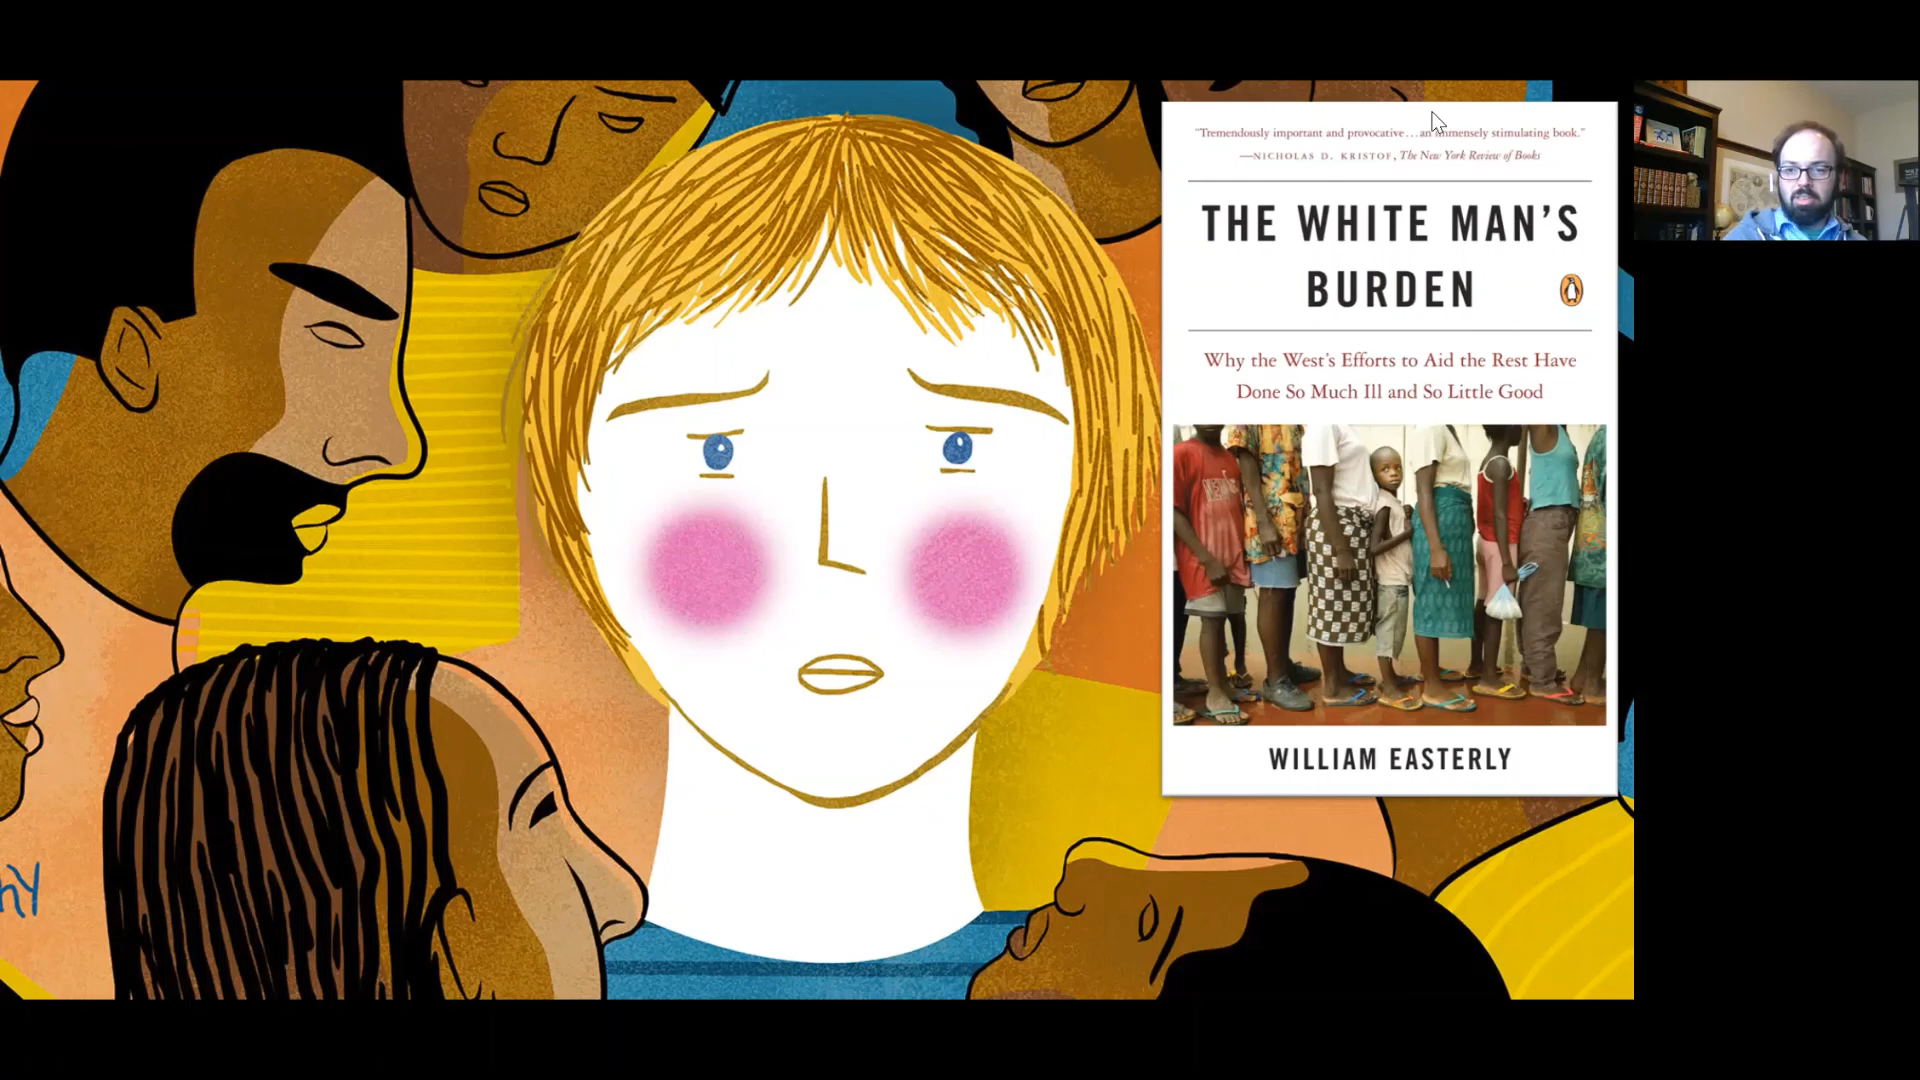 “Tremendously important and provocative...an immensely stimulating book.”
—NICHOLAS D. KRISTOF, The New York Review of Books
THE WHITE MAN’S
BURDEN
Why the West’s Efforts to Aid the Rest Have
Done So Much Ill and So Little Good
WILLIAM EASTERLY
hy